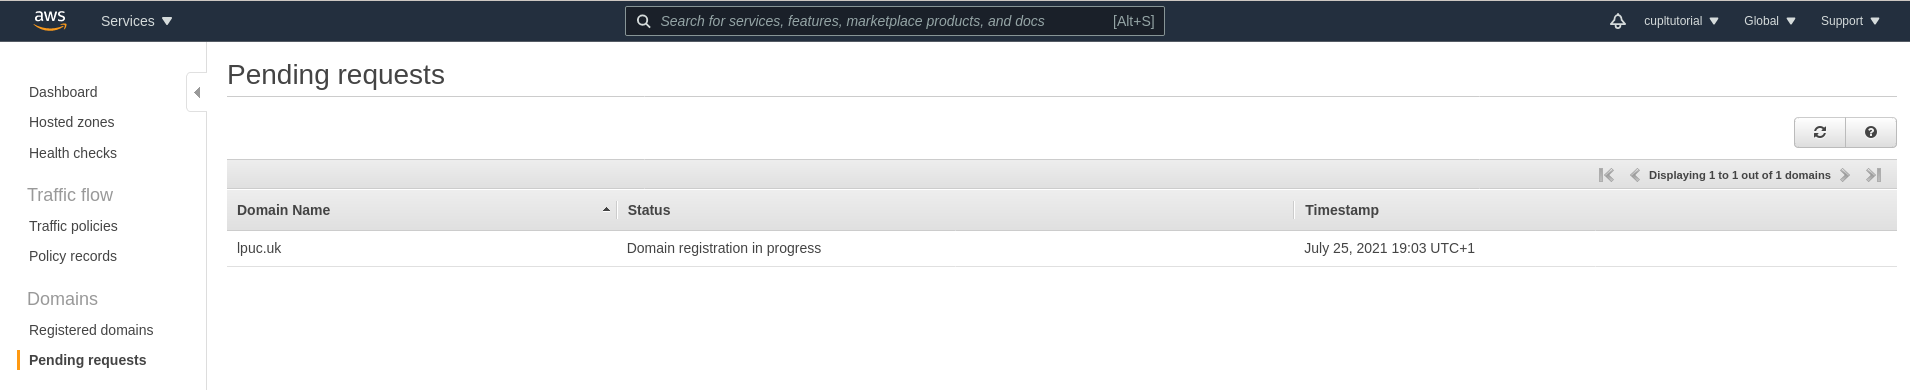 aws Services Search for services, features, marketplace products, and docs [Alt+S] cupltutorial Global Support
Dashboard
Hosted zones
Health checks
Traffic flow
Traffic policies
Policy records
Domains
Registered domains
Pending requests
Pending requests
Displaying 1 to 1 out of 1 domains
Domain Name Status Timestamp
lpuc.uk Domain registration in progress July 25, 2021 19:03 UTC+1